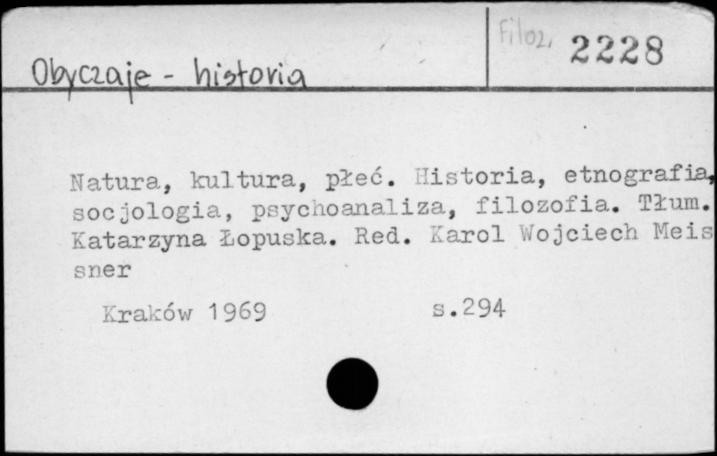 Filoz. 2228
Obyczaje - historia
Natura, kultura, płeć. Historia, etnografia,
socjologia, psychoanaliza, filozofia. Tłum.
Katarzyna Łopuska. Red. Karol Wojciech Meis
sner
Kraków 1969 s.294